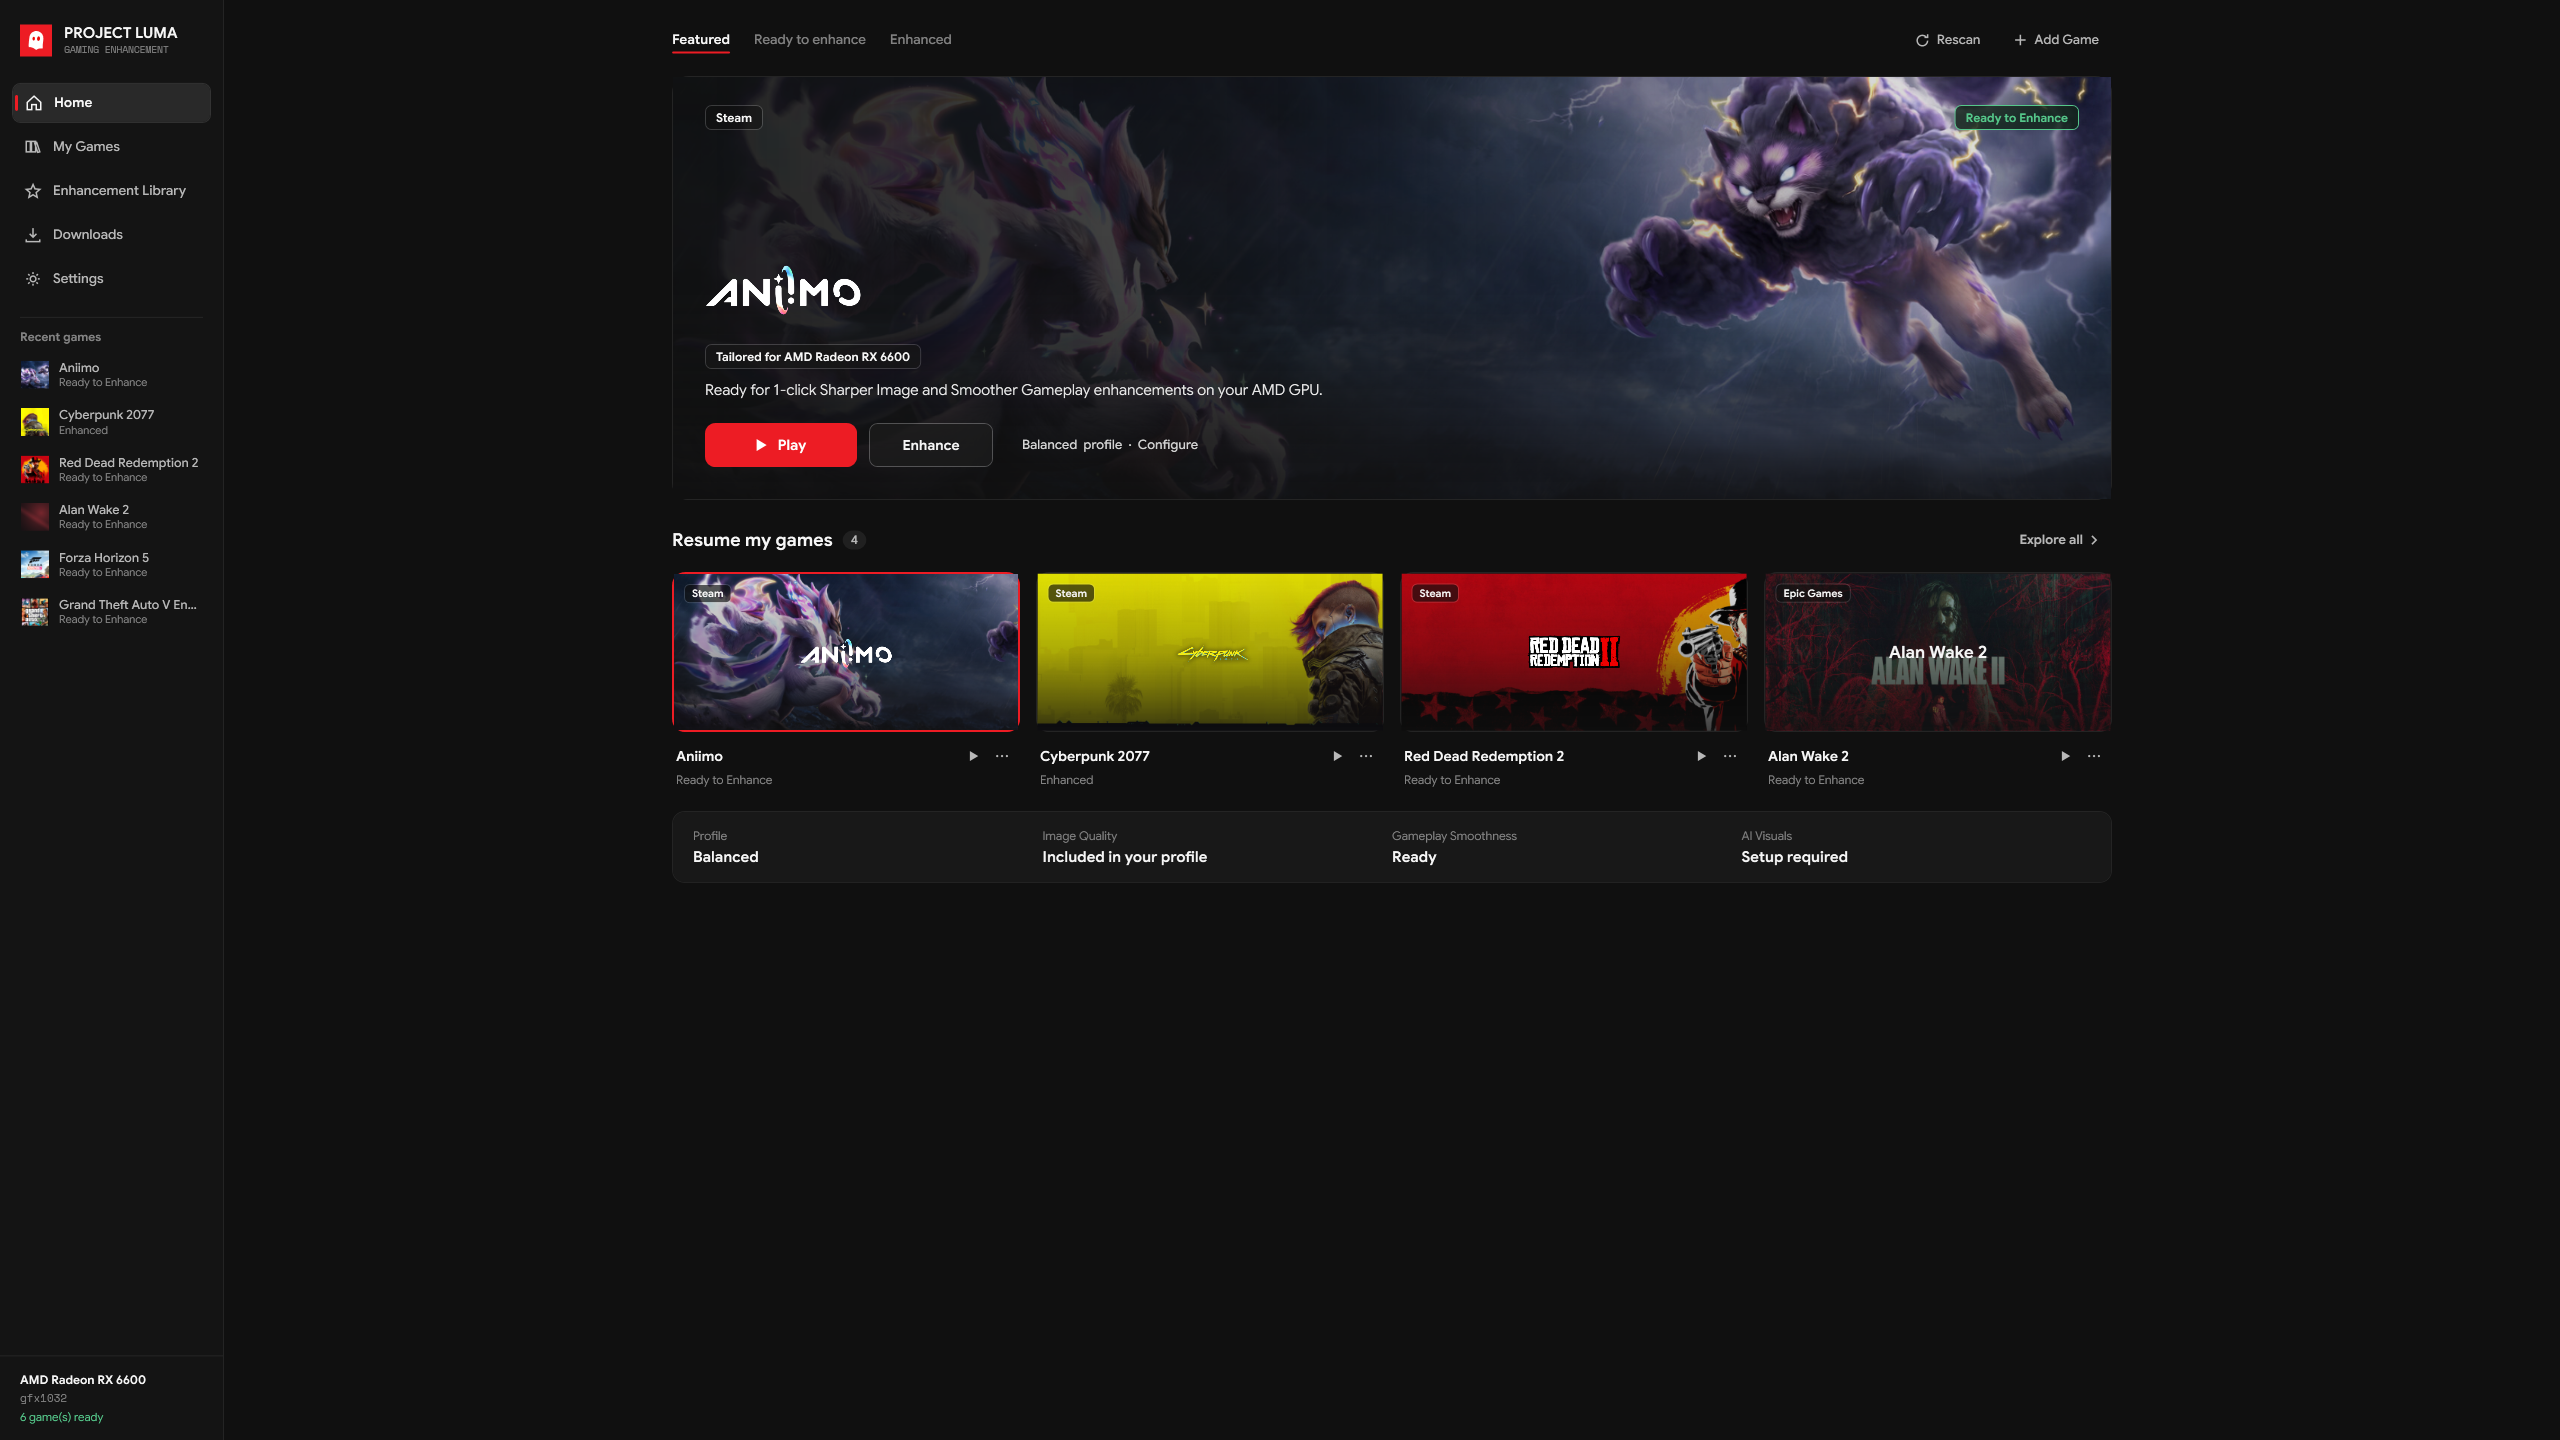 PROJECT LUMA
GAMING ENHANCEMENT
Home
My Games
Enhancement Library
Downloads
Settings
Recent games
Aniimo
Ready to Enhance
Cyberpunk 2077
Enhanced
Red Dead Redemption 2
Ready to Enhance
Alan Wake 2
Ready to Enhance
Forza Horizon 5
Ready to Enhance
Grand Theft Auto V En...
Ready to Enhance
AMD Radeon RX 6600
gfx1032
6 game(s) ready
Featured Ready to enhance Enhanced
Rescan Add Game
Steam
Ready to Enhance
ANiiMO
Tailored for AMD Radeon RX 6600
Ready for 1-click Sharper Image and Smoother Gameplay enhancements on your AMD GPU.
Play Enhance Balanced profile · Configure
Resume my games 4
Explore all
Steam
ANiiMO
Aniimo
Ready to Enhance
Steam
Cyberpunk
Cyberpunk 2077
Enhanced
Steam
RED DEAD
REDEMPTION II
Red Dead Redemption 2
Ready to Enhance
Epic Games
Alan Wake 2
ALAN WAKE II
Alan Wake 2
Ready to Enhance
Profile
Balanced
Image Quality
Included in your profile
Gameplay Smoothness
Ready
AI Visuals
Setup required